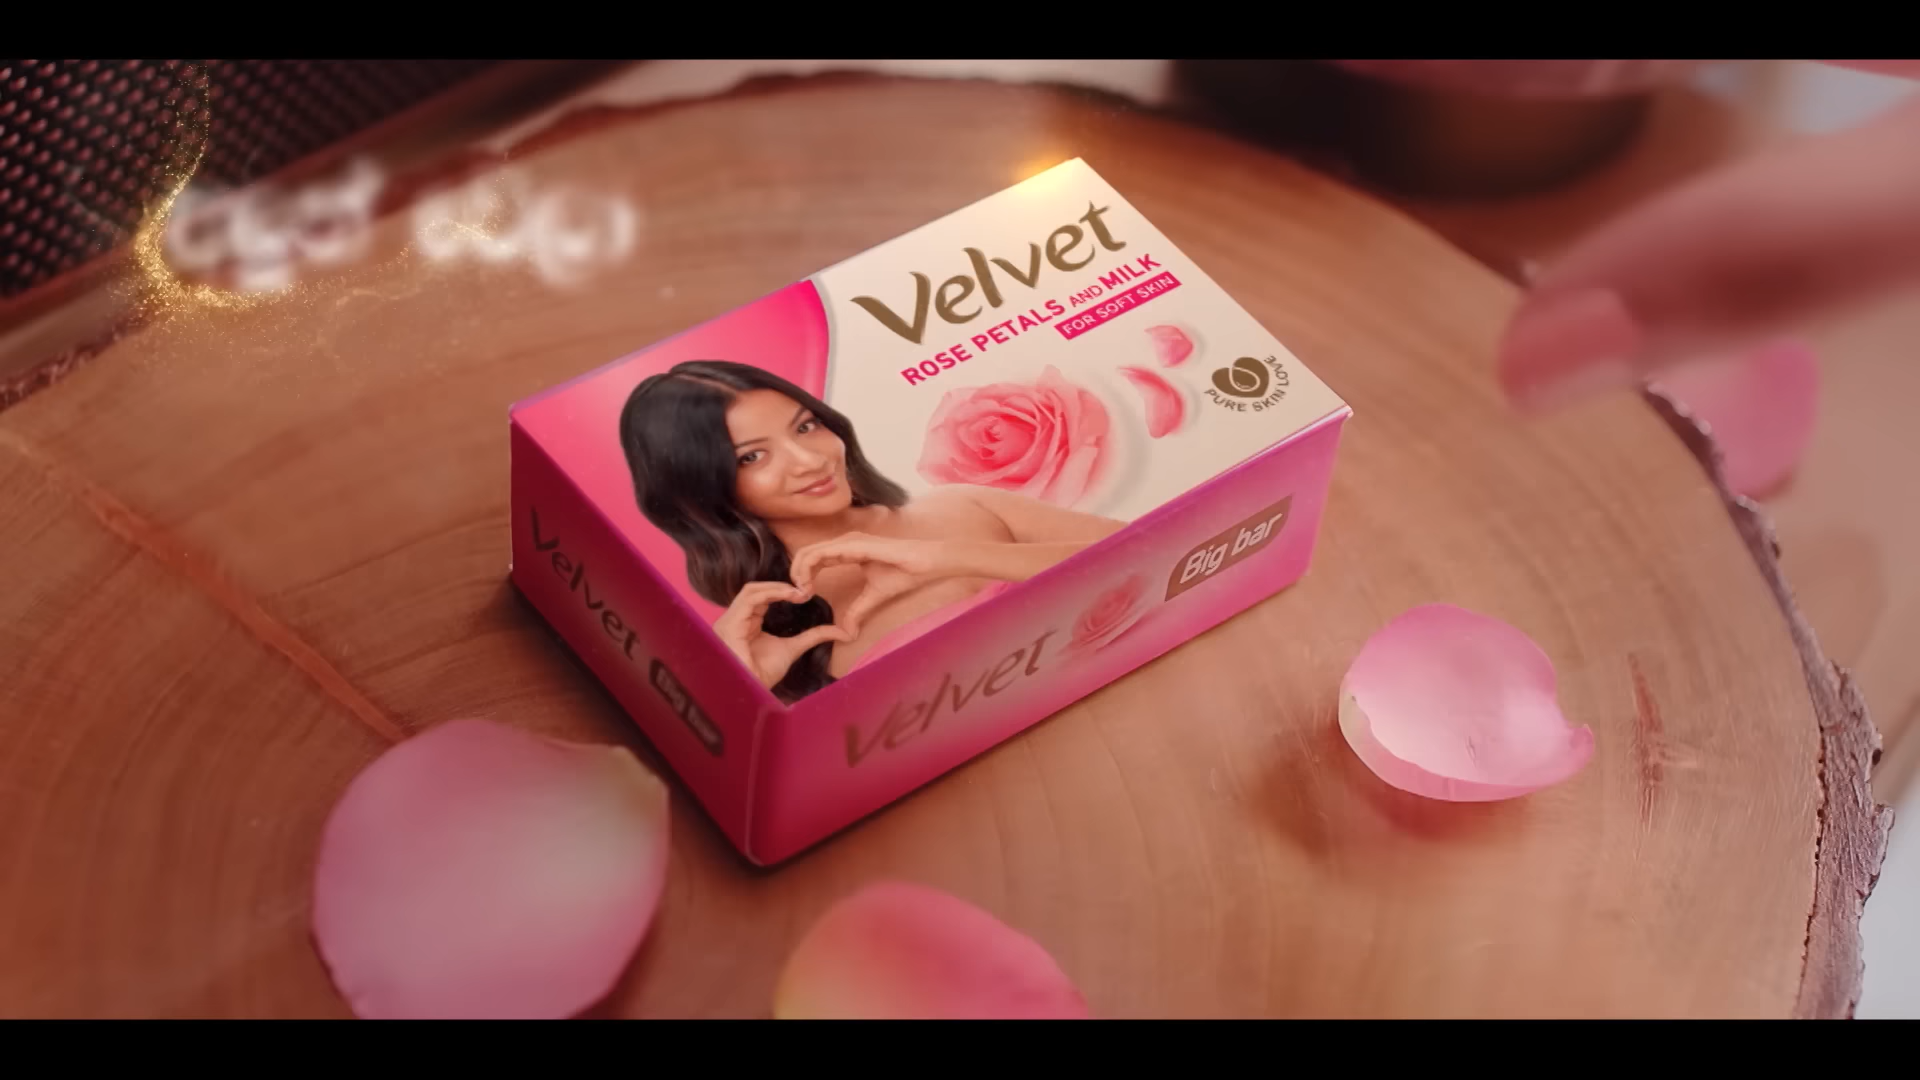 Velvet
ROSE PETALS AND MILK
FOR SOFT SKIN
PURE SKIN LOVE
Velvet Big bar
Velvet Big bar